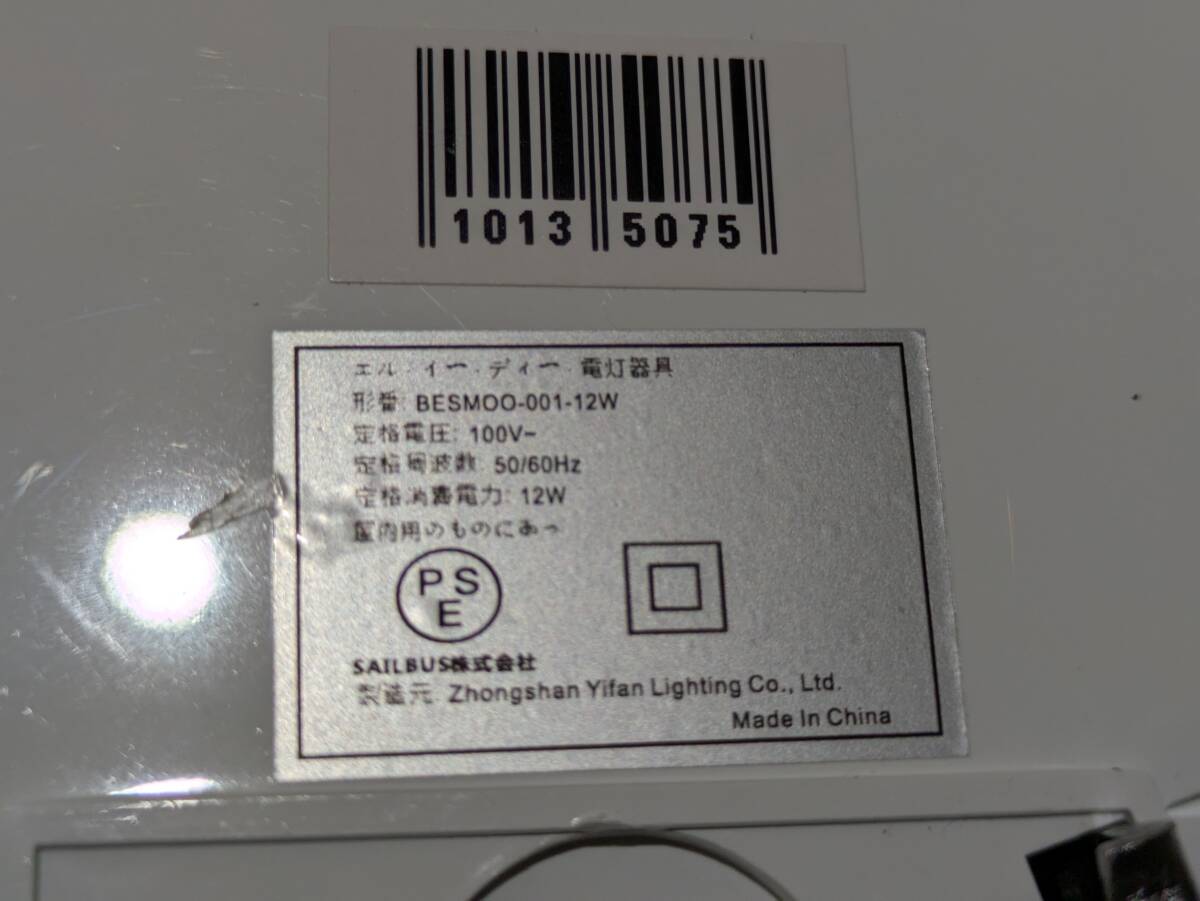 1013 5075
エル・イー・ディー・電灯器具
形番: BESMOO-001-12W
定格電圧: 100V~
定格周波数: 50/60Hz
定格消費電力: 12W
屋内用のものにあっ
PSE
SAILBUS株式会社
製造元: Zhongshan Yifan Lighting Co., Ltd.
Made In China